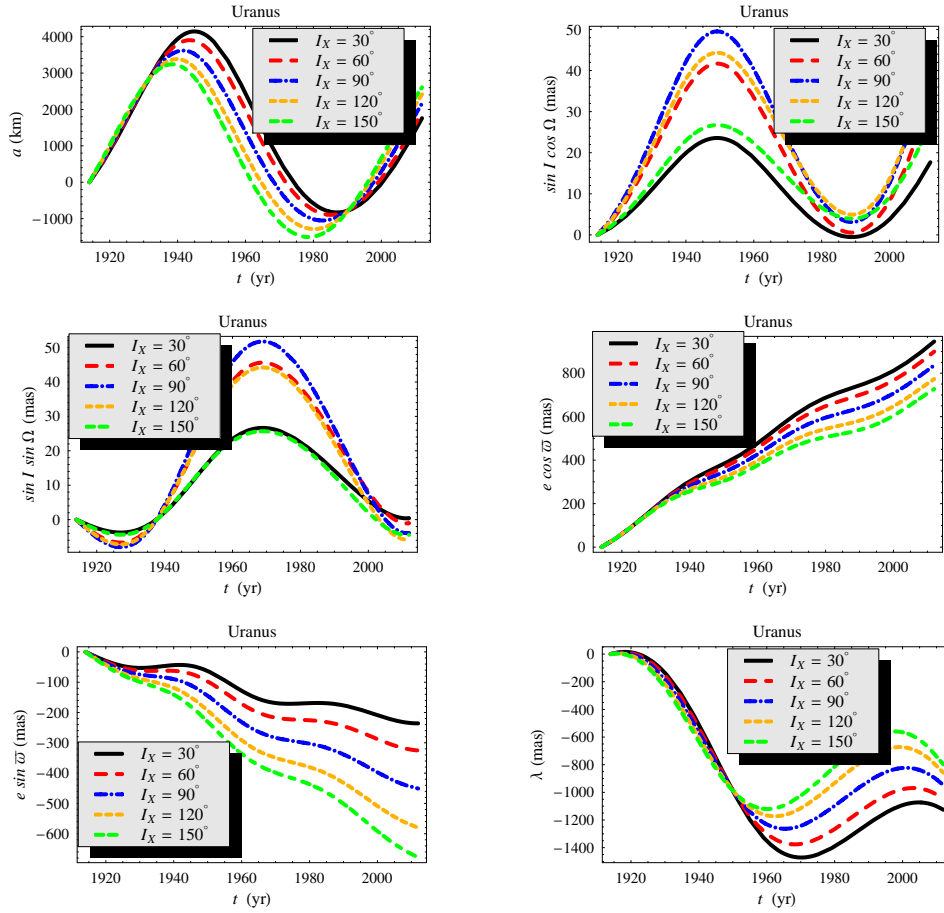 Uranus
4000
3000
2000
1000
0
−1000
a (km)
1920 1940 1960 1980 2000
t (yr)
I_X = 30°
I_X = 60°
I_X = 90°
I_X = 120°
I_X = 150°
Uranus
50
40
30
20
10
0
sin I cos Ω (mas)
1920 1940 1960 1980 2000
t (yr)
I_X = 30°
I_X = 60°
I_X = 90°
I_X = 120°
I_X = 150°
Uranus
50
40
30
20
10
0
sin I sin Ω (mas)
1920 1940 1960 1980 2000
t (yr)
I_X = 30°
I_X = 60°
I_X = 90°
I_X = 120°
I_X = 150°
Uranus
800
600
400
200
0
e cos ϖ (mas)
1920 1940 1960 1980 2000
t (yr)
I_X = 30°
I_X = 60°
I_X = 90°
I_X = 120°
I_X = 150°
Uranus
0
−100
−200
−300
−400
−500
−600
e sin ϖ (mas)
1920 1940 1960 1980 2000
t (yr)
I_X = 30°
I_X = 60°
I_X = 90°
I_X = 120°
I_X = 150°
Uranus
0
−200
−400
−600
−800
−1000
−1200
−1400
λ (mas)
1920 1940 1960 1980 2000
t (yr)
I_X = 30°
I_X = 60°
I_X = 90°
I_X = 120°
I_X = 150°